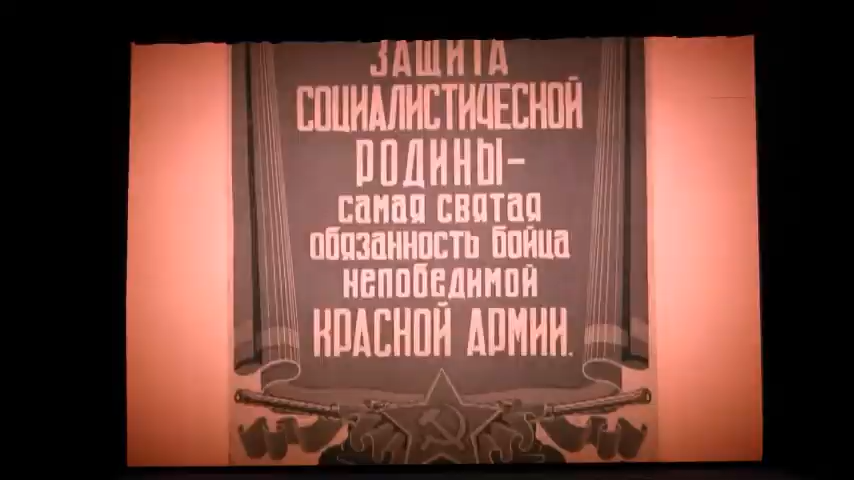 ЗАЩИТА
СОЦИАЛИСТИЧЕСКОЙ
РОДИНЫ-
самая святая
обязанность бойца
непобедимой
КРАСНОЙ АРМИИ.